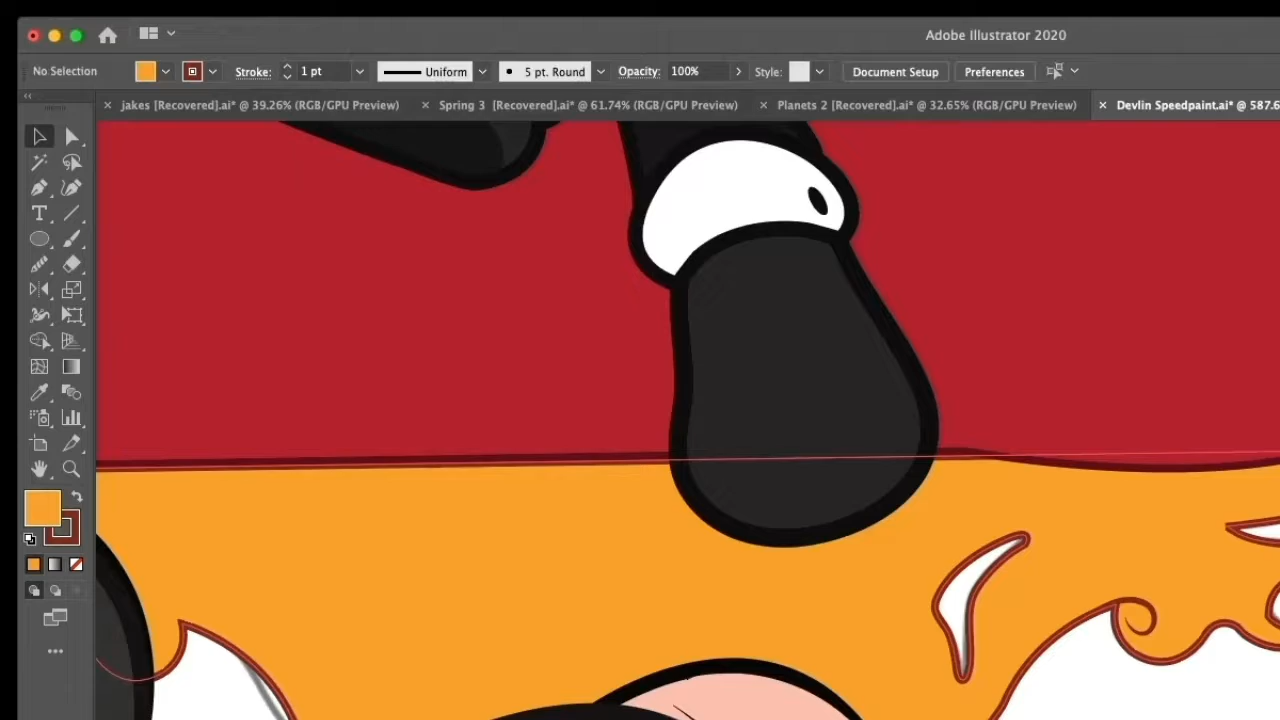 Adobe Illustrator 2020
No Selection Stroke: 1 pt Uniform 5 pt. Round Opacity: 100% Style: Document Setup Preferences
jakes [Recovered].ai* @ 39.26% (RGB/GPU Preview) Spring 3 [Recovered].ai* @ 61.74% (RGB/GPU Preview) Planets 2 [Recovered].ai* @ 32.65% (RGB/GPU Preview) Devlin Speedpaint.ai* @ 587.6